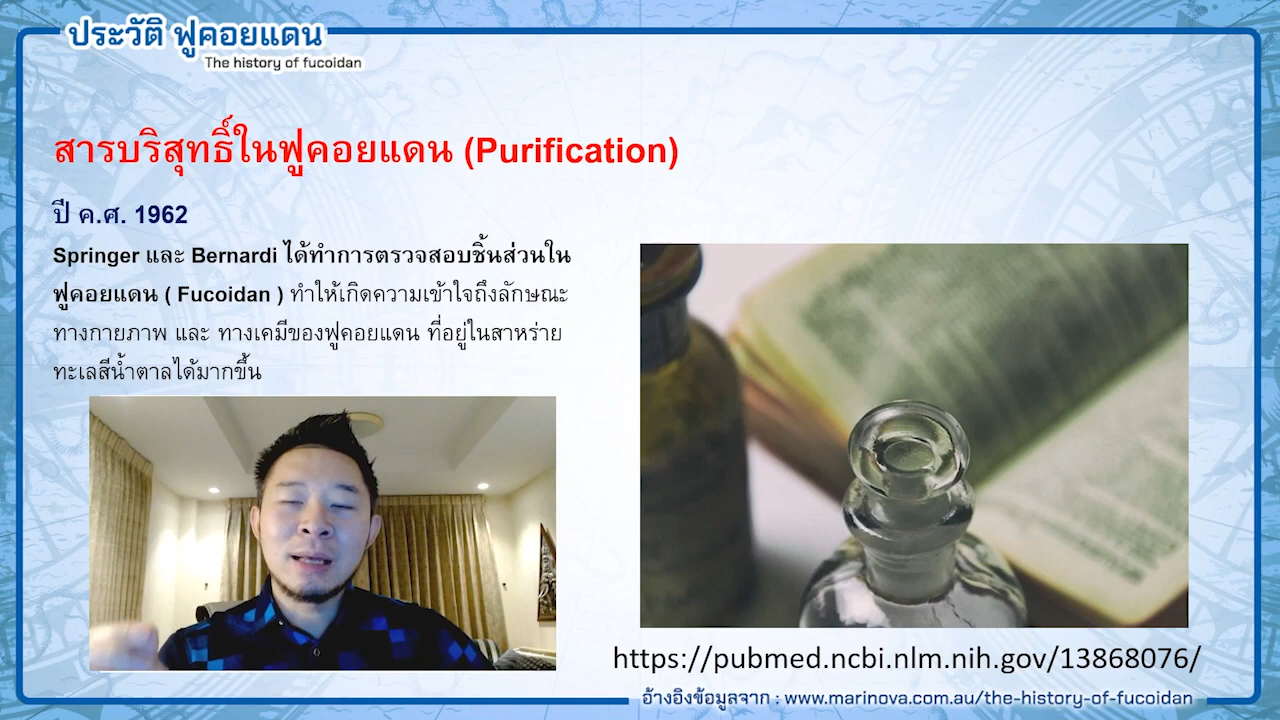 ประวัติ ฟูคอยแดน
The history of fucoidan
สารบริสุทธิ์ในฟูคอยแดน (Purification)
ปี ค.ศ. 1962
Springer และ Bernardi ได้ทำการตรวจสอบชิ้นส่วนใน
ฟูคอยแดน ( Fucoidan ) ทำให้เกิดความเข้าใจถึงลักษณะ
ทางกายภาพ และ ทางเคมีของฟูคอยแดน ที่อยู่ในสาหร่าย
ทะเลสีน้ำตาลได้มากขึ้น
https://pubmed.ncbi.nlm.nih.gov/13868076/
อ้างอิงข้อมูลจาก : www.marinova.com.au/the-history-of-fucoidan